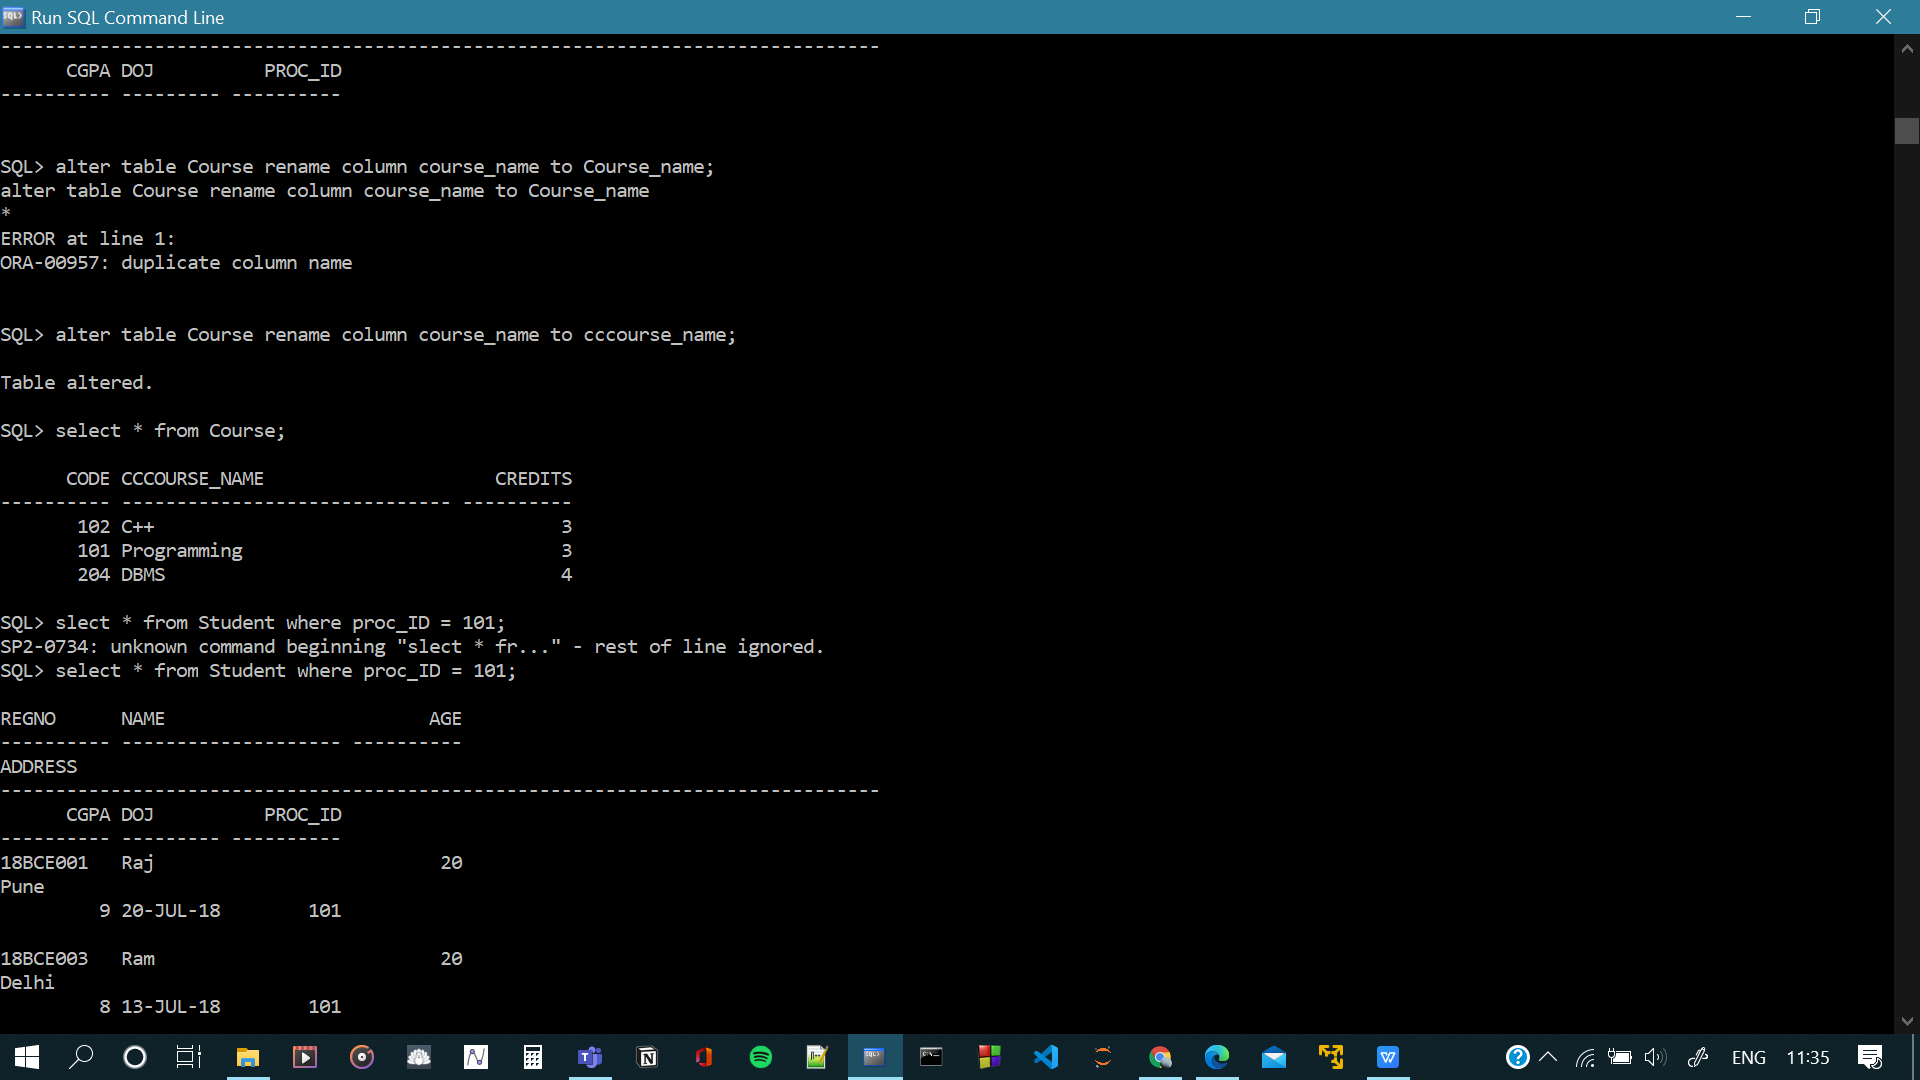 Run SQL Command Line
--------------------------------------------------------------------------------
      CGPA DOJ          PROC_ID
---------- --------- ----------
SQL> alter table Course rename column course_name to Course_name;
alter table Course rename column course_name to Course_name
*
ERROR at line 1:
ORA-00957: duplicate column name
SQL> alter table Course rename column course_name to cccourse_name;
Table altered.
SQL> select * from Course;
      CODE CCCOURSE_NAME                     CREDITS
---------- ------------------------------ ----------
       102 C++                                     3
       101 Programming                             3
       204 DBMS                                    4
SQL> slect * from Student where proc_ID = 101;
SP2-0734: unknown command beginning "slect * fr..." - rest of line ignored.
SQL> select * from Student where proc_ID = 101;
REGNO      NAME                        AGE
---------- -------------------- ----------
ADDRESS
--------------------------------------------------------------------------------
      CGPA DOJ          PROC_ID
---------- --------- ----------
18BCE001   Raj                          20
Pune
         9 20-JUL-18        101
18BCE003   Ram                          20
Delhi
         8 13-JUL-18        101
ENG 11:35